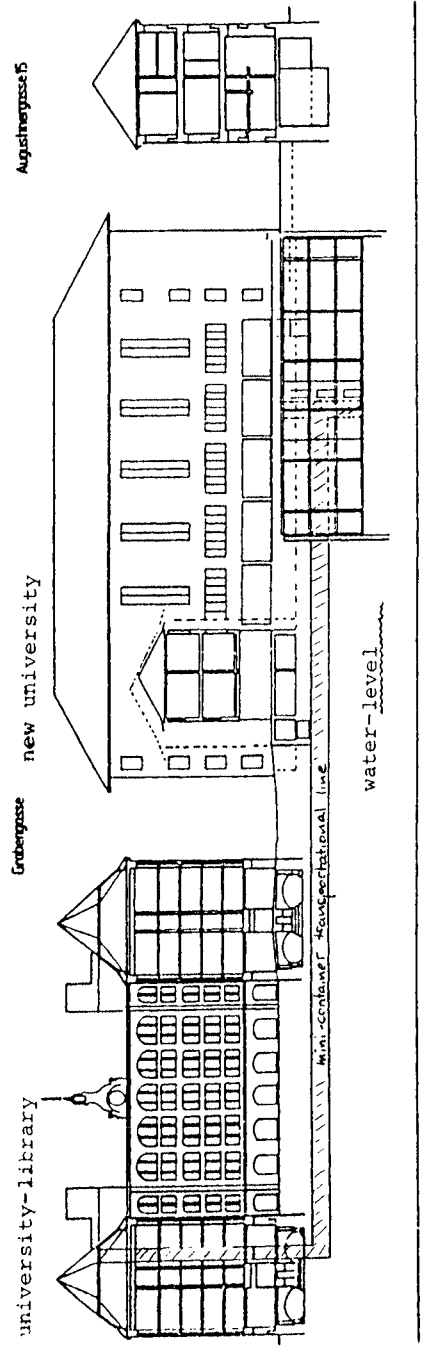 university-library
Grabengasse
new university
Augustinergasse 15
mini-container transportational line
water-level